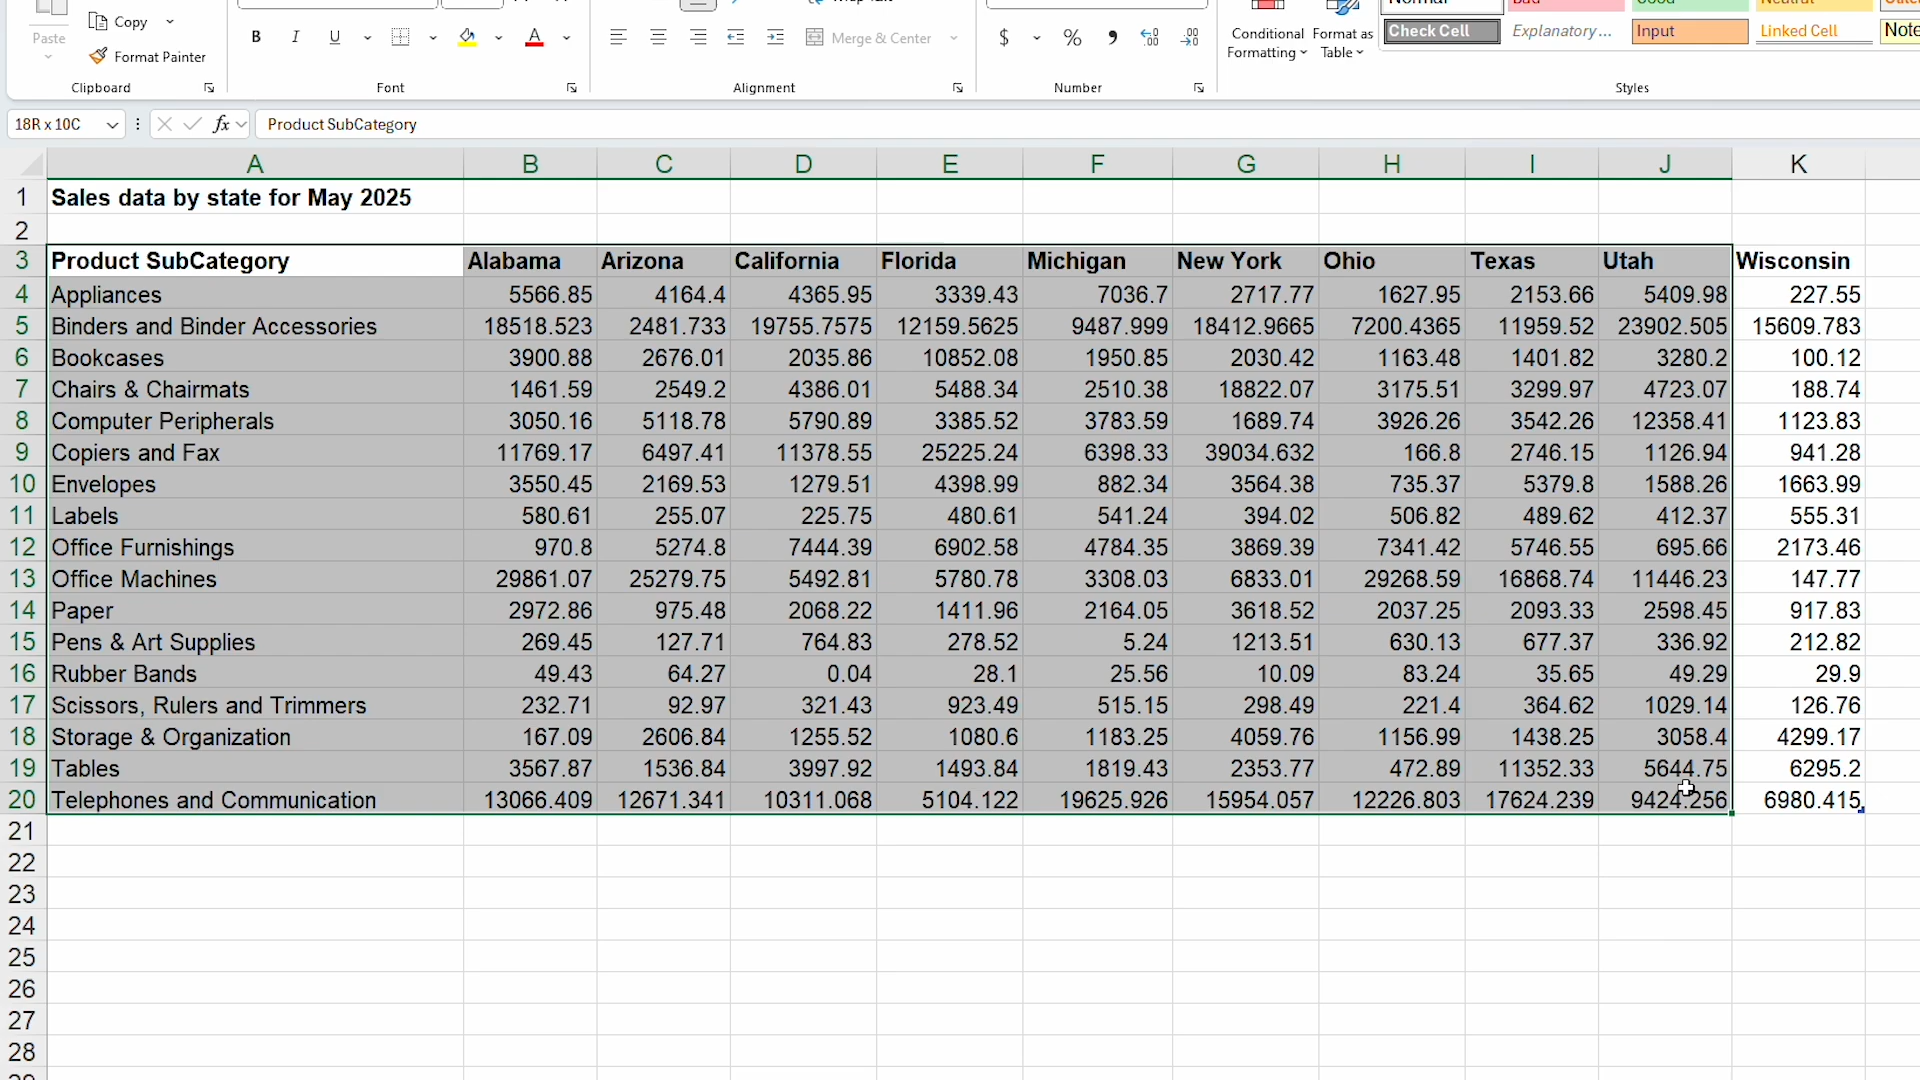 Copy
Paste
Format Painter
B I U A
Merge & Center
$ % ,
Conditional Formatting
Format as Table
Check Cell Explanatory ... Input Linked Cell
Clipboard Font Alignment Number Styles
18R x 10C fx Product SubCategory
A B C D E F G H I J K
1 Sales data by state for May 2025
2
3 Product SubCategory Alabama Arizona California Florida Michigan New York Ohio Texas Utah Wisconsin
4 Appliances 5566.85 4164.4 4365.95 3339.43 7036.7 2717.77 1627.95 2153.66 5409.98 227.55
5 Binders and Binder Accessories 18518.523 2481.733 19755.7575 12159.5625 9487.999 18412.9665 7200.4365 11959.52 23902.505 15609.783
6 Bookcases 3900.88 2676.01 2035.86 10852.08 1950.85 2030.42 1163.48 1401.82 3280.2 100.12
7 Chairs & Chairmats 1461.59 2549.2 4386.01 5488.34 2510.38 18822.07 3175.51 3299.97 4723.07 188.74
8 Computer Peripherals 3050.16 5118.78 5790.89 3385.52 3783.59 1689.74 3926.26 3542.26 12358.41 1123.83
9 Copiers and Fax 11769.17 6497.41 11378.55 25225.24 6398.33 39034.632 166.8 2746.15 1126.94 941.28
10 Envelopes 3550.45 2169.53 1279.51 4398.99 882.34 3564.38 735.37 5379.8 1588.26 1663.99
11 Labels 580.61 255.07 225.75 480.61 541.24 394.02 506.82 489.62 412.37 555.31
12 Office Furnishings 970.8 5274.8 7444.39 6902.58 4784.35 3869.39 7341.42 5746.55 695.66 2173.46
13 Office Machines 29861.07 25279.75 5492.81 5780.78 3308.03 6833.01 29268.59 16868.74 11446.23 147.77
14 Paper 2972.86 975.48 2068.22 1411.96 2164.05 3618.52 2037.25 2093.33 2598.45 917.83
15 Pens & Art Supplies 269.45 127.71 764.83 278.52 5.24 1213.51 630.13 677.37 336.92 212.82
16 Rubber Bands 49.43 64.27 0.04 28.1 25.56 10.09 83.24 35.65 49.29 29.9
17 Scissors, Rulers and Trimmers 232.71 92.97 321.43 923.49 515.15 298.49 221.4 364.62 1029.14 126.76
18 Storage & Organization 167.09 2606.84 1255.52 1080.6 1183.25 4059.76 1156.99 1438.25 3058.4 4299.17
19 Tables 3567.87 1536.84 3997.92 1493.84 1819.43 2353.77 472.89 11352.33 5644.75 6295.2
20 Telephones and Communication 13066.409 12671.341 10311.068 5104.122 19625.926 15954.057 12226.803 17624.239 9424.256 6980.415
21
22
23
24
25
26
27
28